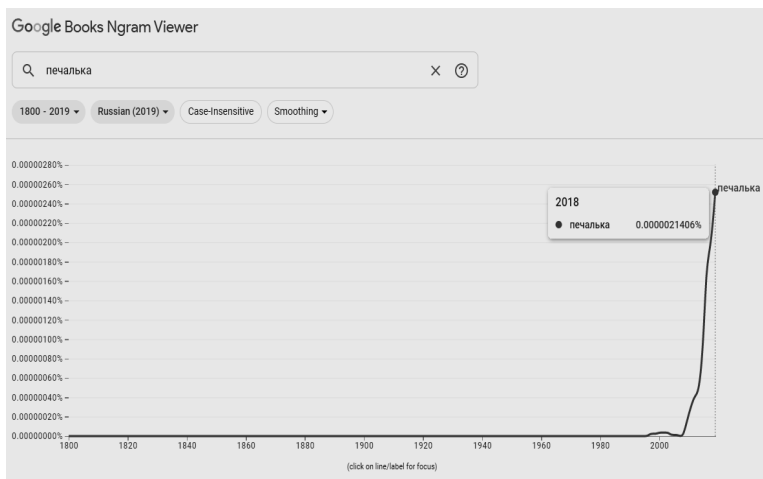 Google Books Ngram Viewer
печалька
1800 - 2019 Russian (2019) Case-Insensitive Smoothing
0.00000280%
0.00000260%
0.00000240%
0.00000220%
0.00000200%
0.00000180%
0.00000160%
0.00000140%
0.00000120%
0.00000100%
0.00000080%
0.00000060%
0.00000040%
0.00000020%
0.00000000%
печалька
2018
печалька 0.0000021406%
1800 1820 1840 1860 1880 1900 1920 1940 1960 1980 2000
(click on line/label for focus)